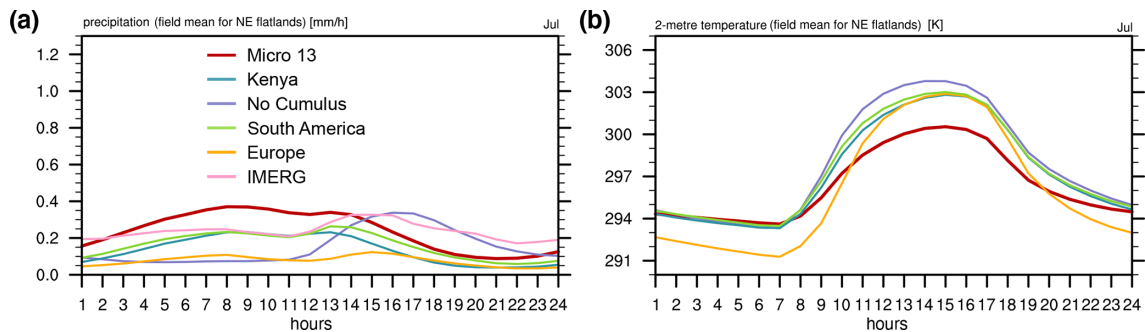 (a)
precipitation (field mean for NE flatlands) [mm/h]
Jul
1.2
1.0
0.8
0.6
0.4
0.2
0.0
Micro 13
Kenya
No Cumulus
South America
Europe
IMERG
1 2 3 4 5 6 7 8 9 10 11 12 13 14 15 16 17 18 19 20 21 22 23 24
hours
(b)
2-metre temperature (field mean for NE flatlands) [K]
Jul
306
303
300
297
294
291
1 2 3 4 5 6 7 8 9 10 11 12 13 14 15 16 17 18 19 20 21 22 23 24
hours